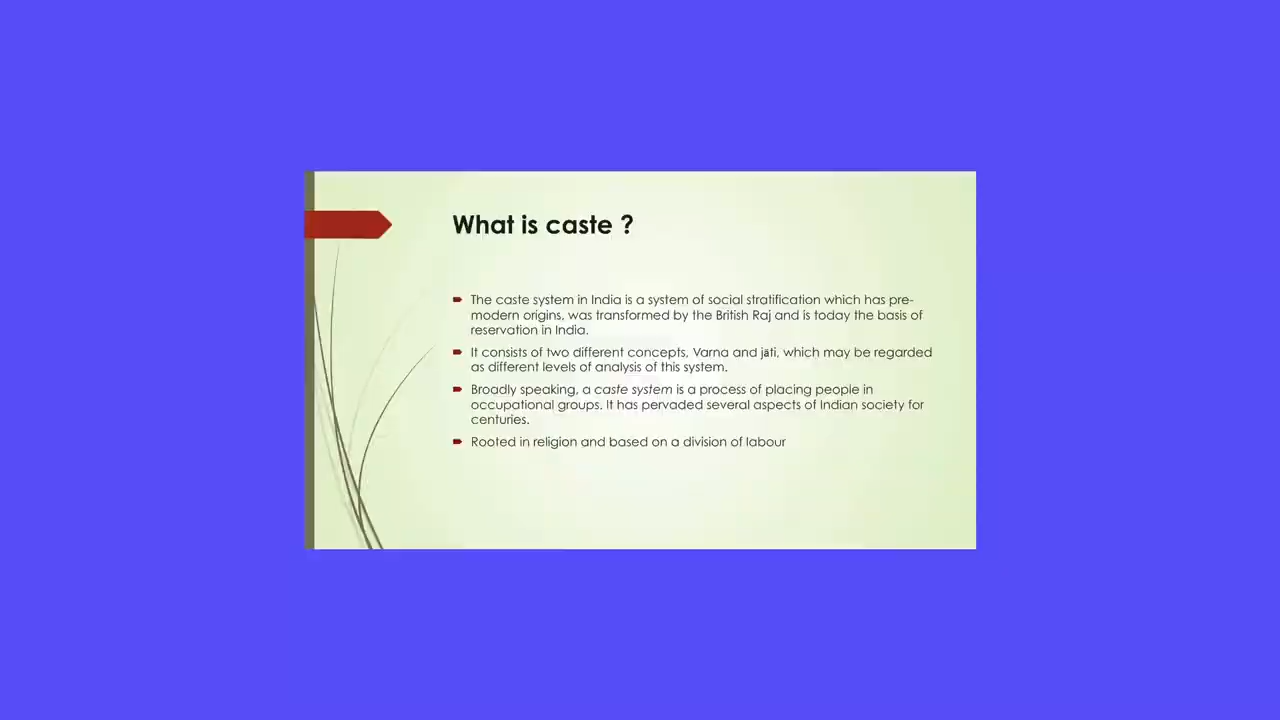 What is caste ?
The caste system in India is a system of social stratification which has pre-
modern origins, was transformed by the British Raj and is today the basis of
reservation in India.
It consists of two different concepts, Varna and jāti, which may be regarded
as different levels of analysis of this system.
Broadly speaking, a caste system is a process of placing people in
occupational groups. It has pervaded several aspects of Indian society for
centuries.
Rooted in religion and based on a division of labour